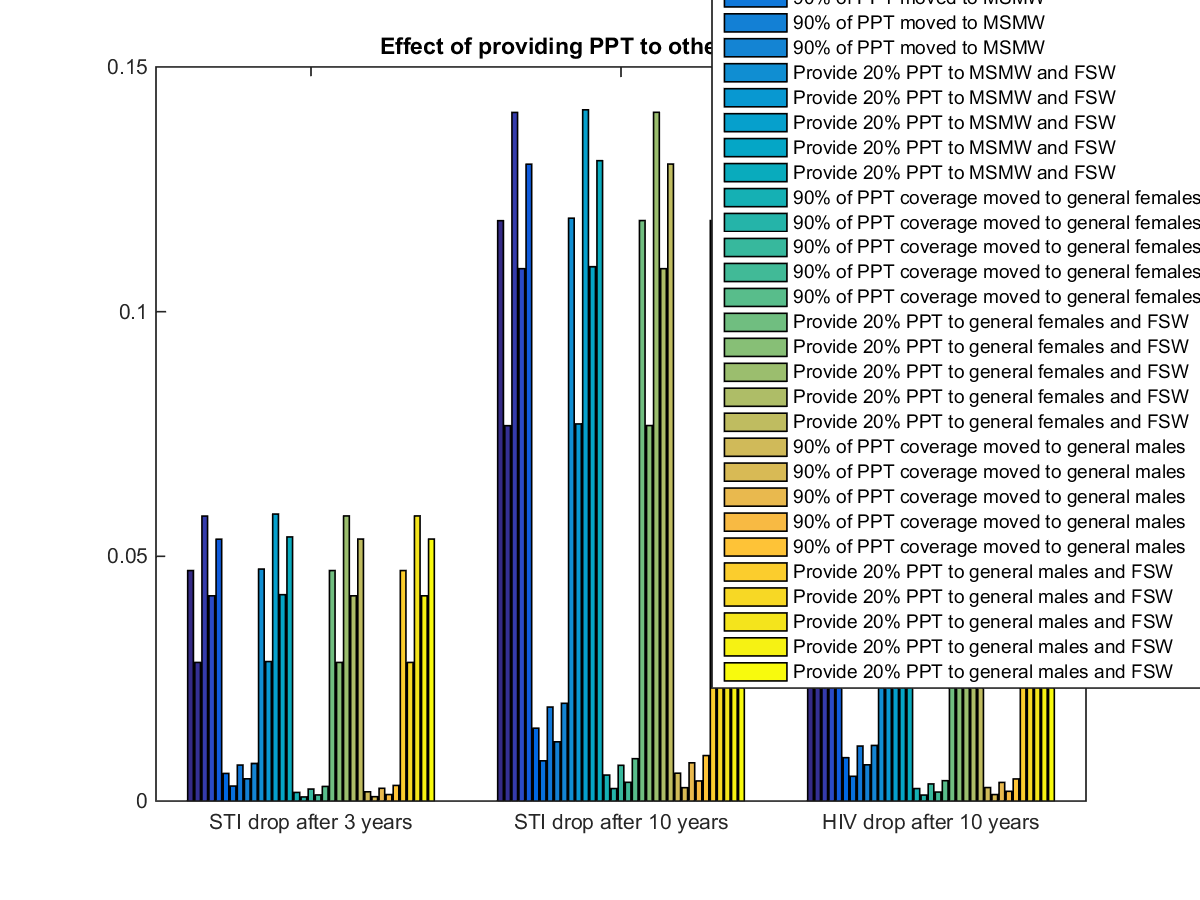 90% of PPT moved to MSMW
90% of PPT moved to MSMW
90% of PPT moved to MSMW
Effect of providing PPT to othe
0.15
Provide 20% PPT to MSMW and FSW
Provide 20% PPT to MSMW and FSW
Provide 20% PPT to MSMW and FSW
Provide 20% PPT to MSMW and FSW
Provide 20% PPT to MSMW and FSW
90% of PPT coverage moved to general females
90% of PPT coverage moved to general females
90% of PPT coverage moved to general females
90% of PPT coverage moved to general females
90% of PPT coverage moved to general females
0.1
Provide 20% PPT to general females and FSW
Provide 20% PPT to general females and FSW
Provide 20% PPT to general females and FSW
Provide 20% PPT to general females and FSW
Provide 20% PPT to general females and FSW
90% of PPT coverage moved to general males
90% of PPT coverage moved to general males
90% of PPT coverage moved to general males
90% of PPT coverage moved to general males
90% of PPT coverage moved to general males
0.05
Provide 20% PPT to general males and FSW
Provide 20% PPT to general males and FSW
Provide 20% PPT to general males and FSW
Provide 20% PPT to general males and FSW
Provide 20% PPT to general males and FSW
0
STI drop after 3 years
STI drop after 10 years
HIV drop after 10 years